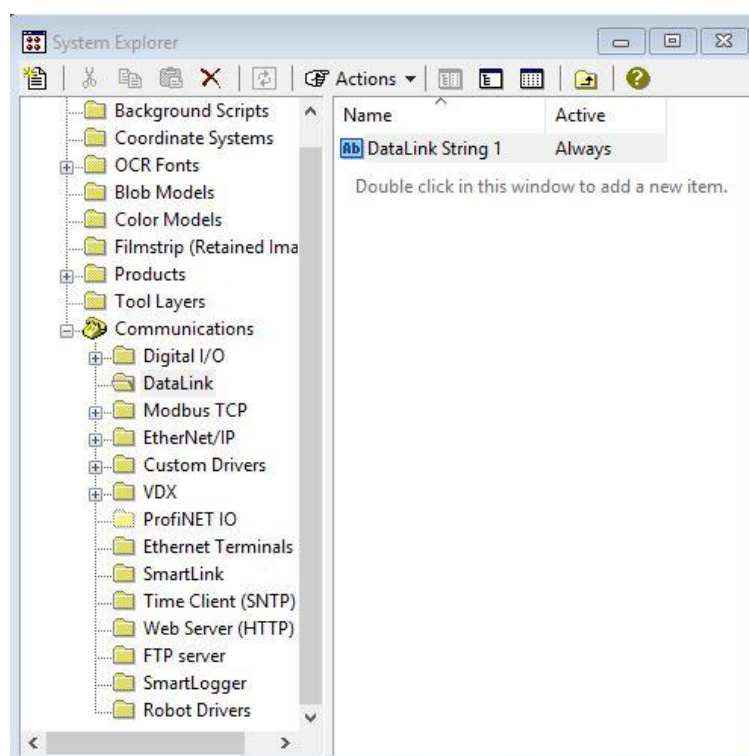 System Explorer
Actions
Background Scripts
Coordinate Systems
OCR Fonts
Blob Models
Color Models
Filmstrip (Retained Ima
Products
Tool Layers
Communications
Digital I/O
DataLink
Modbus TCP
EtherNet/IP
Custom Drivers
VDX
ProfiNET IO
Ethernet Terminals
SmartLink
Time Client (SNTP)
Web Server (HTTP)
FTP server
SmartLogger
Robot Drivers
Name Active
Ab DataLink String 1 Always
Double click in this window to add a new item.